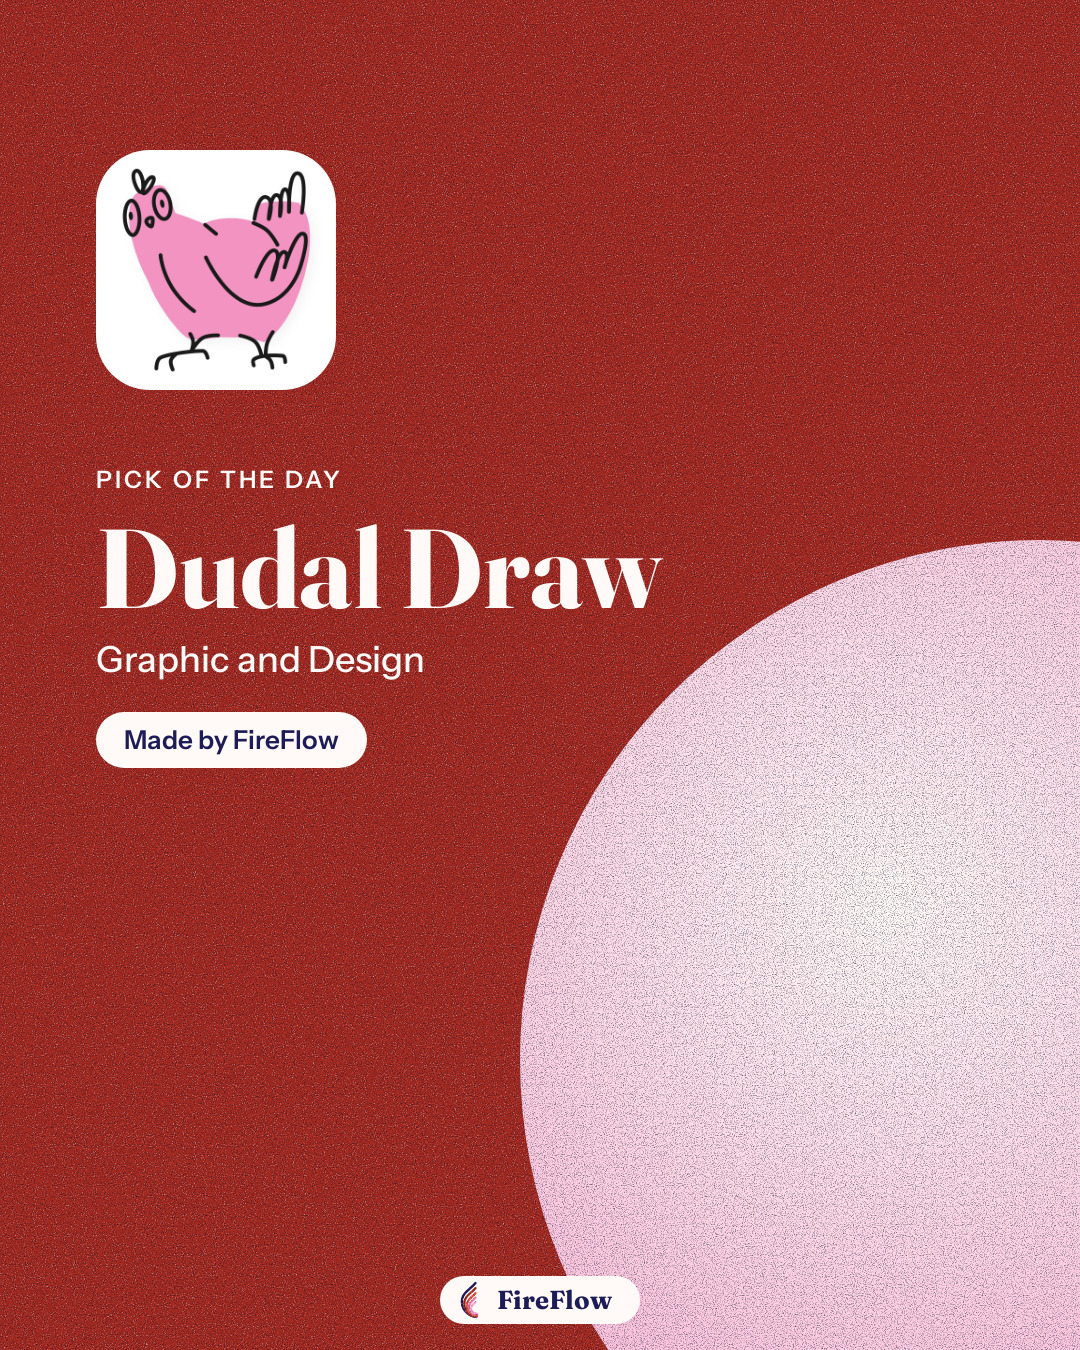 PICK OF THE DAY
Dudal Draw
Graphic and Design
Made by FireFlow
FireFlow